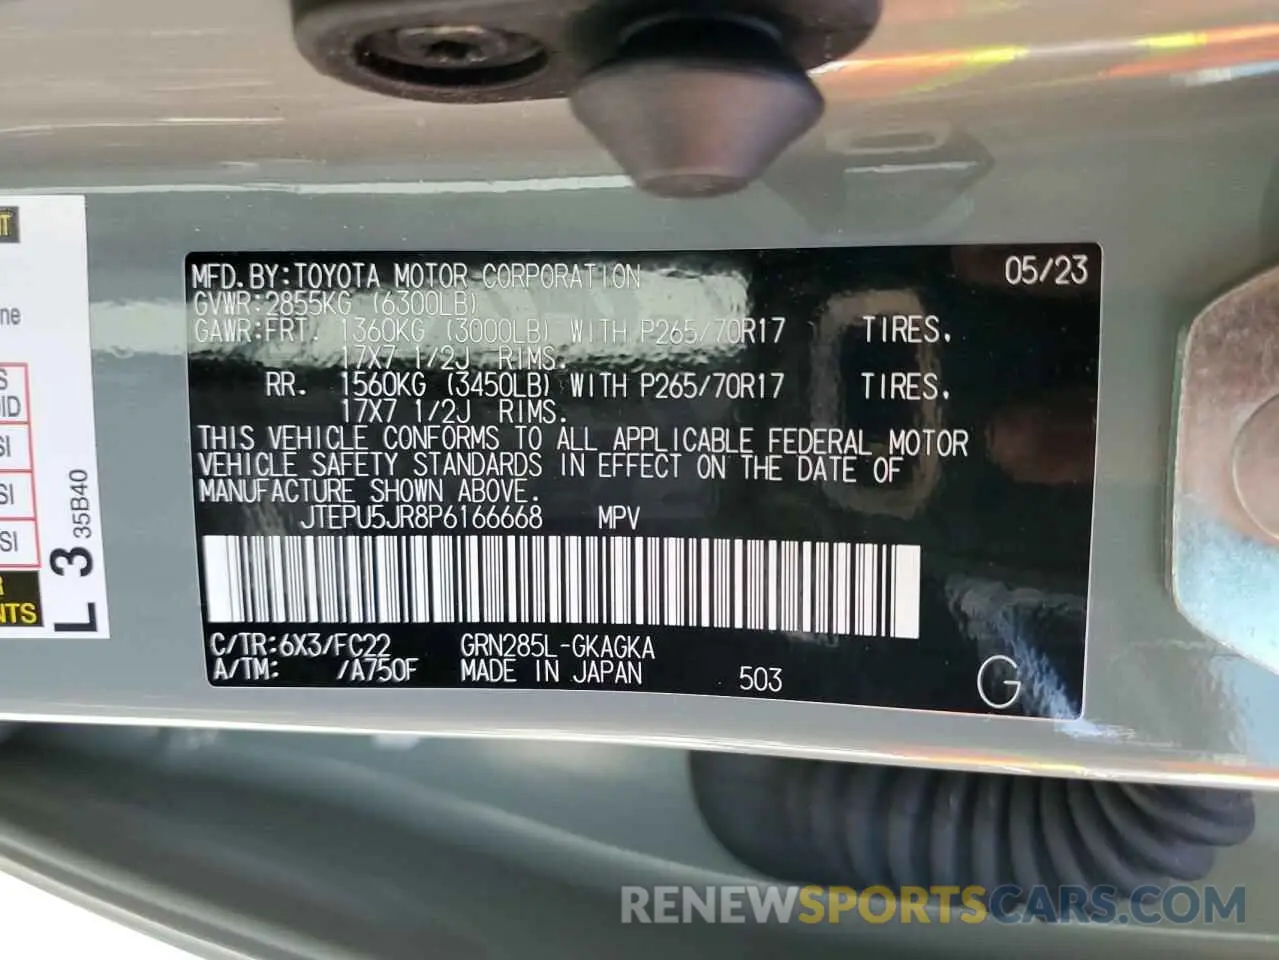 MFD.BY:TOYOTA MOTOR CORPORATION 05/23
GVWR:2855KG (6300LB)
GAWR:FRT. 1360KG (3000LB) WITH P265/70R17 TIRES.
17X7 1/2J RIMS.
RR. 1560KG (3450LB) WITH P265/70R17 TIRES.
17X7 1/2J RIMS.
THIS VEHICLE CONFORMS TO ALL APPLICABLE FEDERAL MOTOR
VEHICLE SAFETY STANDARDS IN EFFECT ON THE DATE OF
MANUFACTURE SHOWN ABOVE.
JTEPU5JR8P6166668 MPV
C/TR:6X3/FC22 GRN285L-GKAGKA
A/TM: /A750F MADE IN JAPAN 503 G
L 3 35B40
RENEWSPORTSCARS.COM